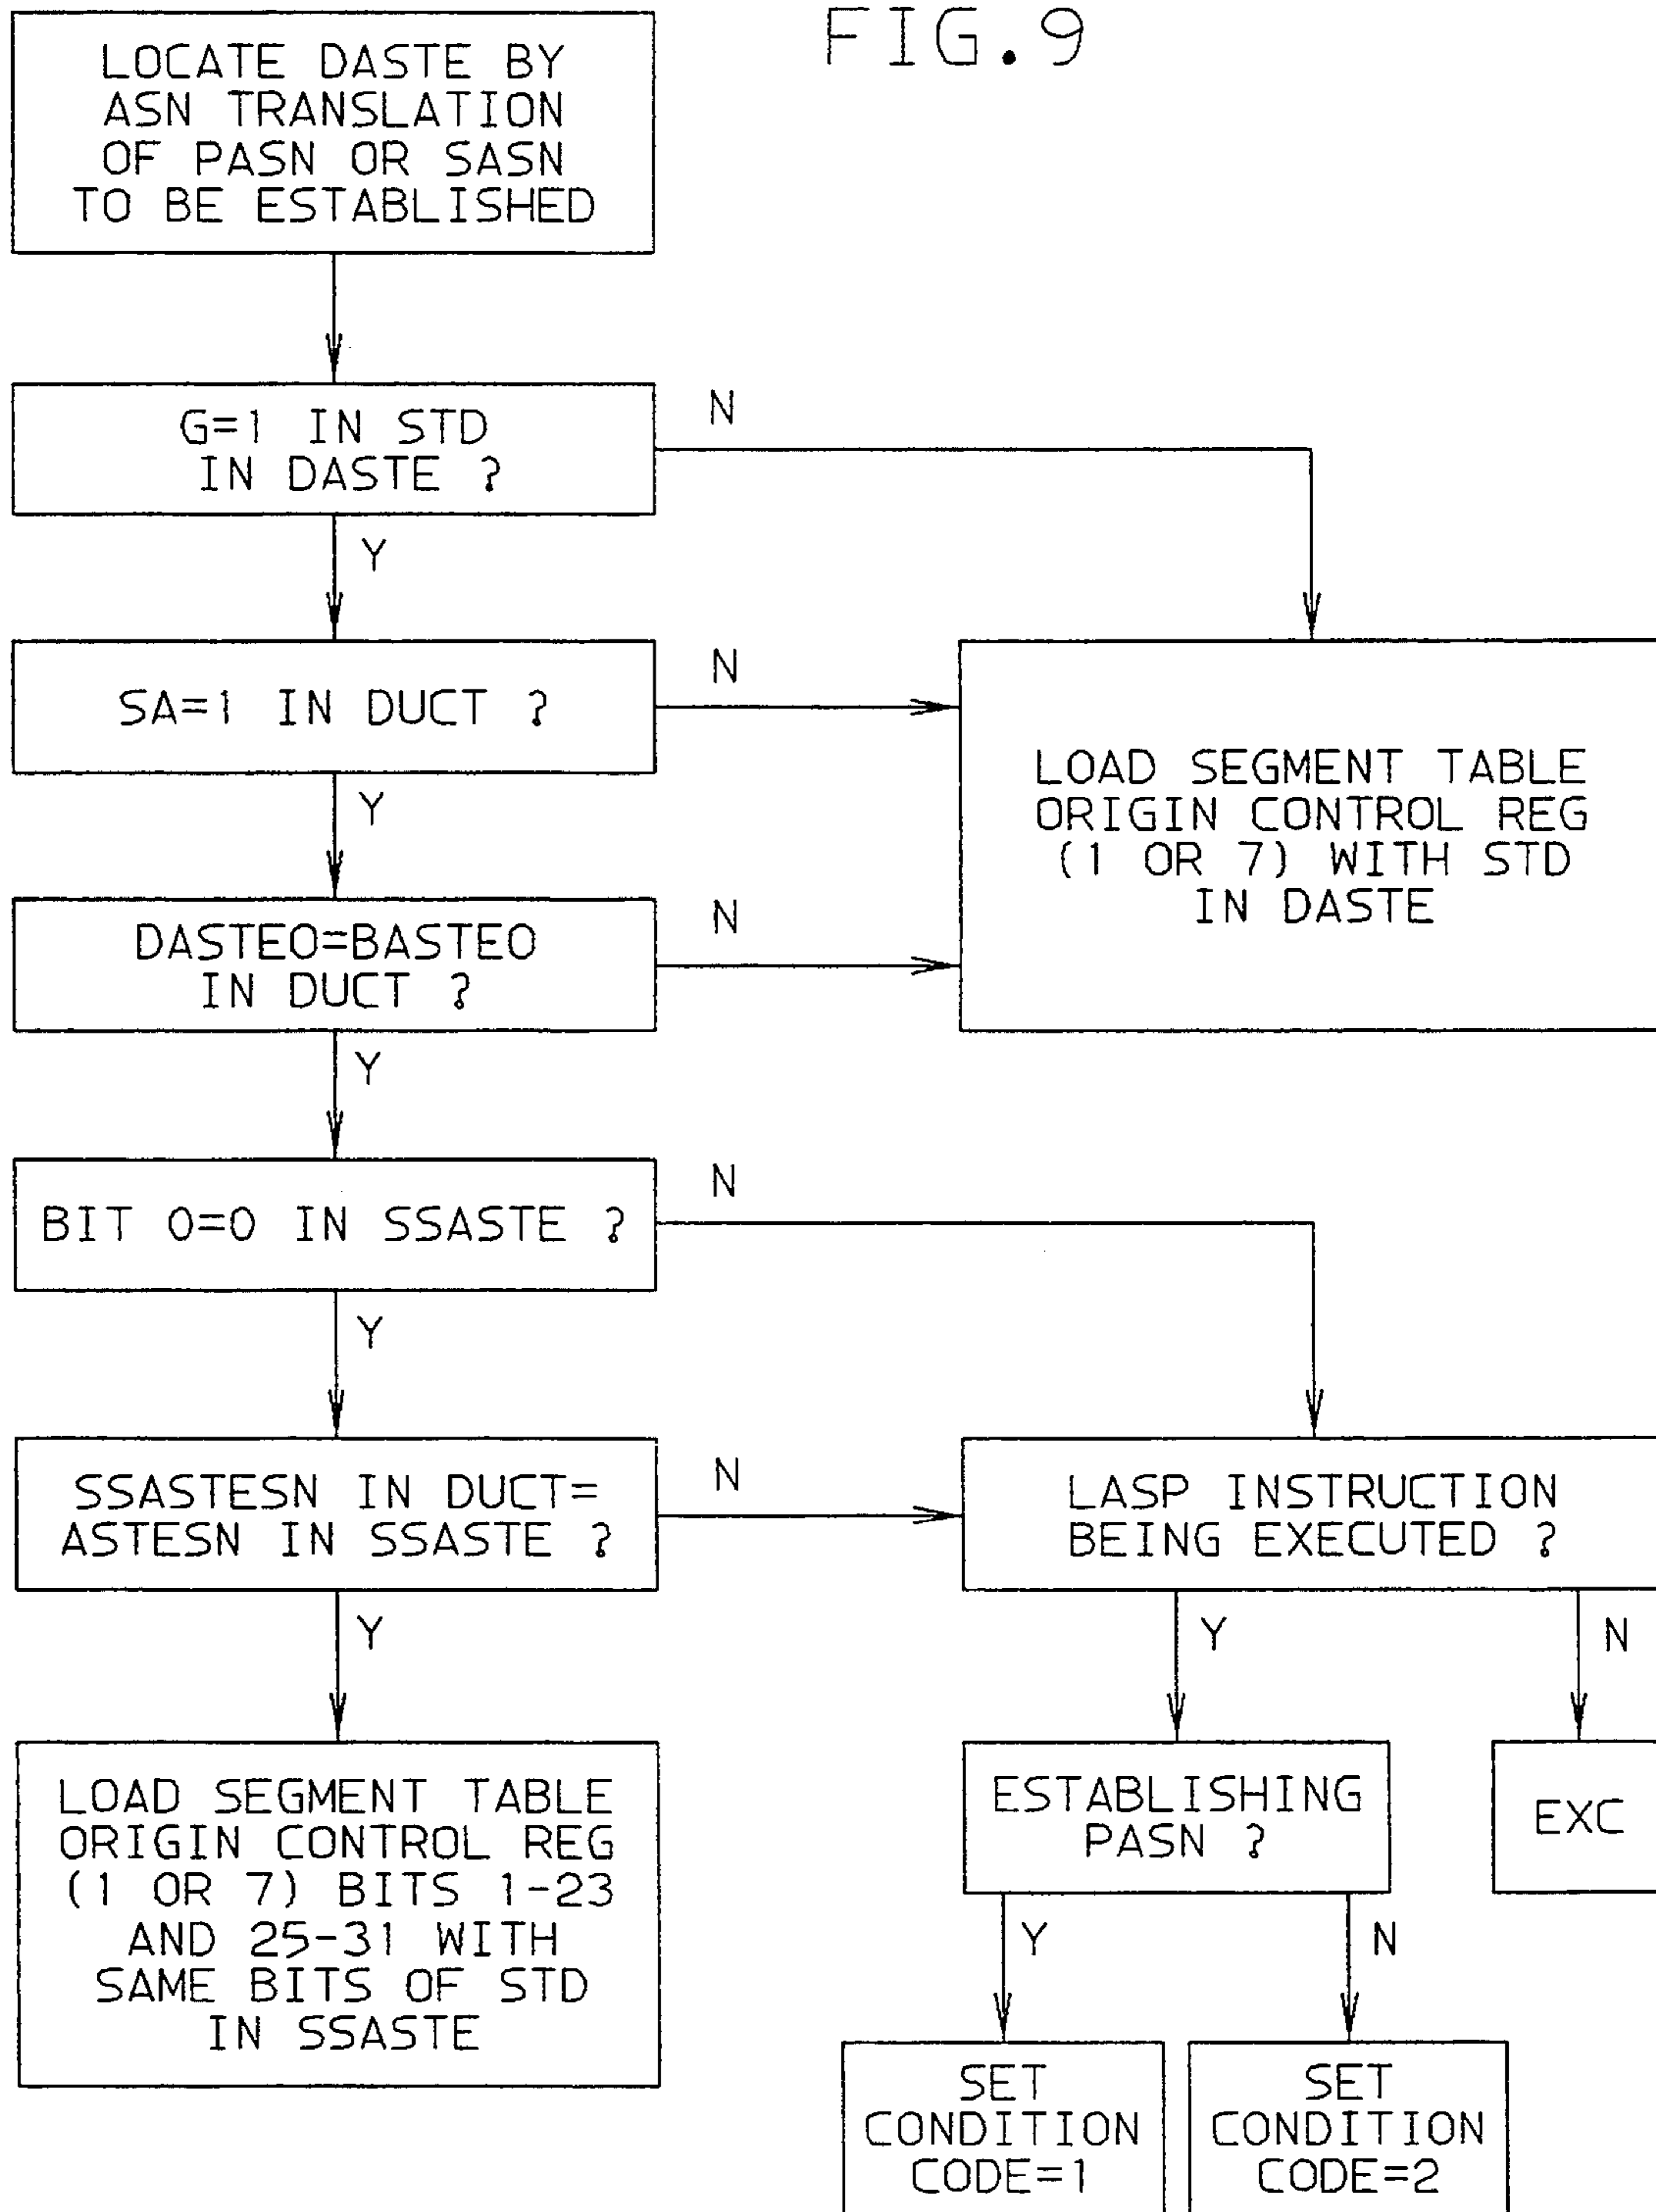 FIG.9
LOCATE DASTE BY
ASN TRANSLATION
OF PASN OR SASN
TO BE ESTABLISHED
G=1 IN STD
IN DASTE ?
N
Y
SA=1 IN DUCT ?
N
Y
LOAD SEGMENT TABLE
ORIGIN CONTROL REG
(1 OR 7) WITH STD
IN DASTE
DASTEO=BASTEO
IN DUCT ?
N
Y
BIT 0=0 IN SSASTE ?
N
Y
SSASTESN IN DUCT=
ASTESN IN SSASTE ?
N
Y
LASP INSTRUCTION
BEING EXECUTED ?
Y
N
LOAD SEGMENT TABLE
ORIGIN CONTROL REG
(1 OR 7) BITS 1-23
AND 25-31 WITH
SAME BITS OF STD
IN SSASTE
ESTABLISHING
PASN ?
EXC
Y
N
SET
CONDITION
CODE=1
SET
CONDITION
CODE=2